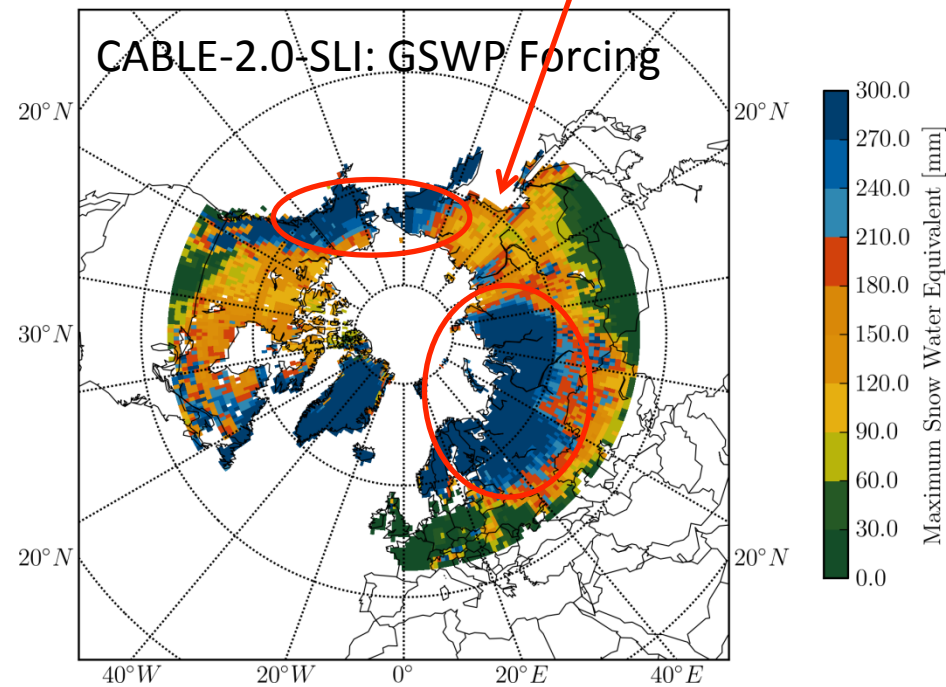 CABLE-2.0-SLI: GSWP Forcing
20°N
20°N
30°N
30°N
20°N
20°N
40°W
20°W
0°
20°E
40°E
300.0
270.0
240.0
210.0
180.0
150.0
120.0
90.0
60.0
30.0
0.0
Maximum Snow Water Equivalent [mm]